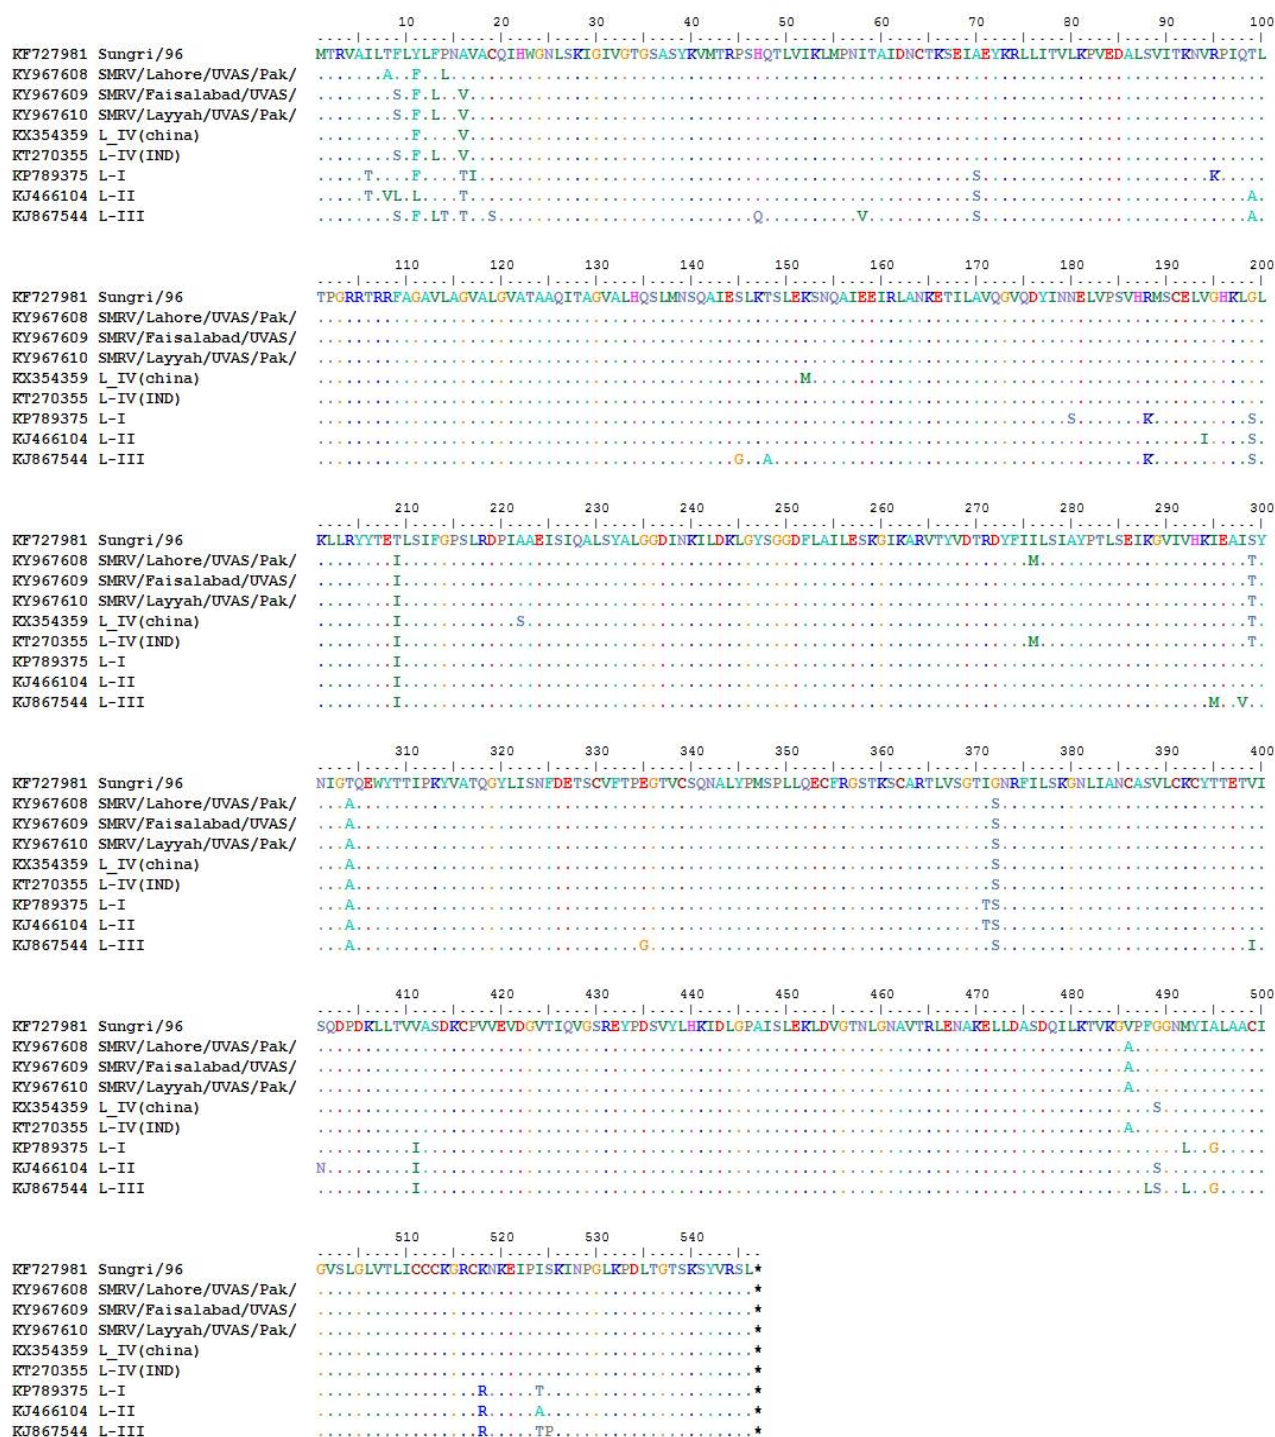 10 20 30 40 50 60 70 80 90 100
KF727981 Sungri/96 MTRVAILTFLYLFPNAVACQIHWGNLSKIGIVGTGSASYKVMTRPSHQTLVIKLMPNITAIDNCTKSEIAEYKRLLITVLKPVEDALSVITKNVRPIQTL
KY967608 SMRV/Lahore/UVAS/Pak/ .......A..F..L......................................................................................
KY967609 SMRV/Faisalabad/UVAS/ ........S.F.L..V....................................................................................
KY967610 SMRV/Layyah/UVAS/Pak/ ........S.F.L..V....................................................................................
KX354359 L_IV(china) ..........F....V....................................................................................
KT270355 L-IV(IND) ........S.F.L..V....................................................................................
KP789375 L-I .....T....F....TI....................................................S........................K.....
KJ466104 L-II .....T.VL.L....T.....................................................S............................A.
KJ867544 L-III ........S.F.LT.T..S...........................Q..........V...........S............................A.
110 120 130 140 150 160 170 180 190 200
KF727981 Sungri/96 TPGRRTRRFAGAVLAGVALGVATAAQITAGVALHQSLMNSQAIESLKTSLEKSNQAIEEIRLANKETILAVQGVQDYINNELVPSVHRMSCELVGHKLGL
KY967608 SMRV/Lahore/UVAS/Pak/ ....................................................................................................
KY967609 SMRV/Faisalabad/UVAS/ ....................................................................................................
KY967610 SMRV/Layyah/UVAS/Pak/ ....................................................................................................
KX354359 L_IV(china) ...................................................M................................................
KT270355 L-IV(IND) ....................................................................................................
KP789375 L-I ...............................................................................S.......K..........S.
KJ466104 L-II .............................................................................................I....S.
KJ867544 L-III ............................................G..A.......................................K..........S.
210 220 230 240 250 260 270 280 290 300
KF727981 Sungri/96 KLLRYYTETLSIFGPSLRDPIAAEISIQALSYALGGDINKILDKLGYSGGDFLAILESKGIKARVTYVDTRDYFIILSIAYPTLSEIKGVIVHKIEAISY
KY967608 SMRV/Lahore/UVAS/Pak/ ........I..................................................................M......................T.
KY967609 SMRV/Faisalabad/UVAS/ ........I.........................................................................................T.
KY967610 SMRV/Layyah/UVAS/Pak/ ........I.........................................................................................T.
KX354359 L_IV(china) ........I............S............................................................................T.
KT270355 L-IV(IND) ........I..................................................................M......................T.
KP789375 L-I ........I...........................................................................................
KJ466104 L-II ........I...........................................................................................
KJ867544 L-III ........I.....................................................................................M..V..
310 320 330 340 350 360 370 380 390 400
KF727981 Sungri/96 NIGTQEWYTTIPKYVATQGYLISNFDETSCVFTPEGTVCSQNALYPMSPLLQECFRGSTKSCARTLVSGTIGNRFILSKGNLIANCASVLCKCYTTETVI
KY967608 SMRV/Lahore/UVAS/Pak/ ...A...................................................................S............................
KY967609 SMRV/Faisalabad/UVAS/ ...A...................................................................S............................
KY967610 SMRV/Layyah/UVAS/Pak/ ...A...................................................................S............................
KX354359 L_IV(china) ...A...................................................................S............................
KT270355 L-IV(IND) ...A...................................................................S............................
KP789375 L-I ...A..................................................................TS............................
KJ466104 L-II ...A..................................................................TS............................
KJ867544 L-III ...A..............................G....................................S..........................I.
410 420 430 440 450 460 470 480 490 500
KF727981 Sungri/96 SQDPDKLLTVVASDKCPVVEVDGVTIQVGSREYPDSVYLHKIDLGPAISLEKLDVGTNLGNAVTRLENAKELLDASDQILKTVKGVPFGGNMYIALAACI
KY967608 SMRV/Lahore/UVAS/Pak/ .....................................................................................A..............
KY967609 SMRV/Faisalabad/UVAS/ .....................................................................................A..............
KY967610 SMRV/Layyah/UVAS/Pak/ .....................................................................................A..............
KX354359 L_IV(china) ........................................................................................S...........
KT270355 L-IV(IND) .....................................................................................A..............
KP789375 L-I ..........I................................................................................L..G.....
KJ466104 L-II N.........I.............................................................................S...........
KJ867544 L-III ..........I............................................................................LS..L..G.....
510 520 530 540
KF727981 Sungri/96 GVSLGLVTLICCCKGRCKNKEIPISKINPGLKPDLTGTSKSYVRSL*
KY967608 SMRV/Lahore/UVAS/Pak/ ..............................................*
KY967609 SMRV/Faisalabad/UVAS/ ..............................................*
KY967610 SMRV/Layyah/UVAS/Pak/ ..............................................*
KX354359 L_IV(china) ..............................................*
KT270355 L-IV(IND) ..............................................*
KP789375 L-I .................R.....T......................*
KJ466104 L-II .................R.....A......................*
KJ867544 L-III .................R.....TP.....................*